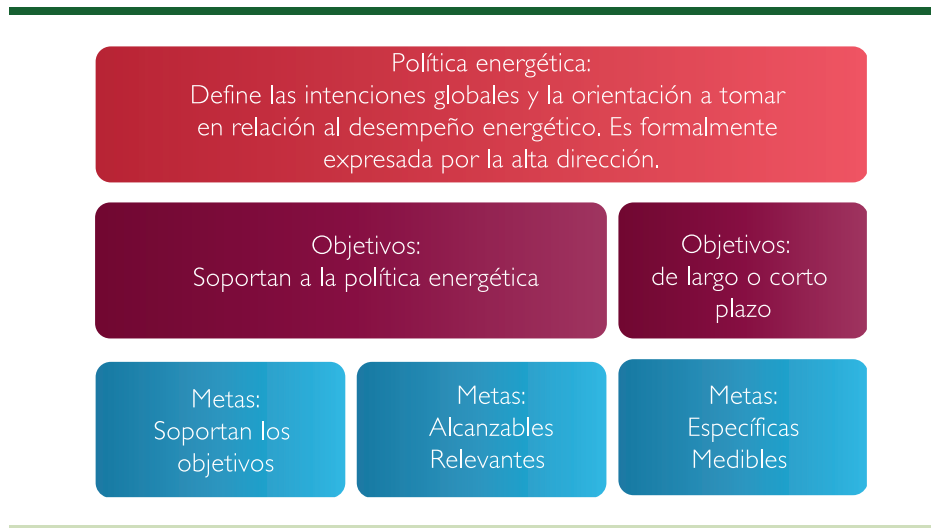 Política energética:
Define las intenciones globales y la orientación a tomar
en relación al desempeño energético. Es formalmente
expresada por la alta dirección.
Objetivos:
Soportan a la política energética
Objetivos:
de largo o corto
plazo
Metas:
Soportan los
objetivos
Metas:
Alcanzables
Relevantes
Metas:
Específicas
Medibles